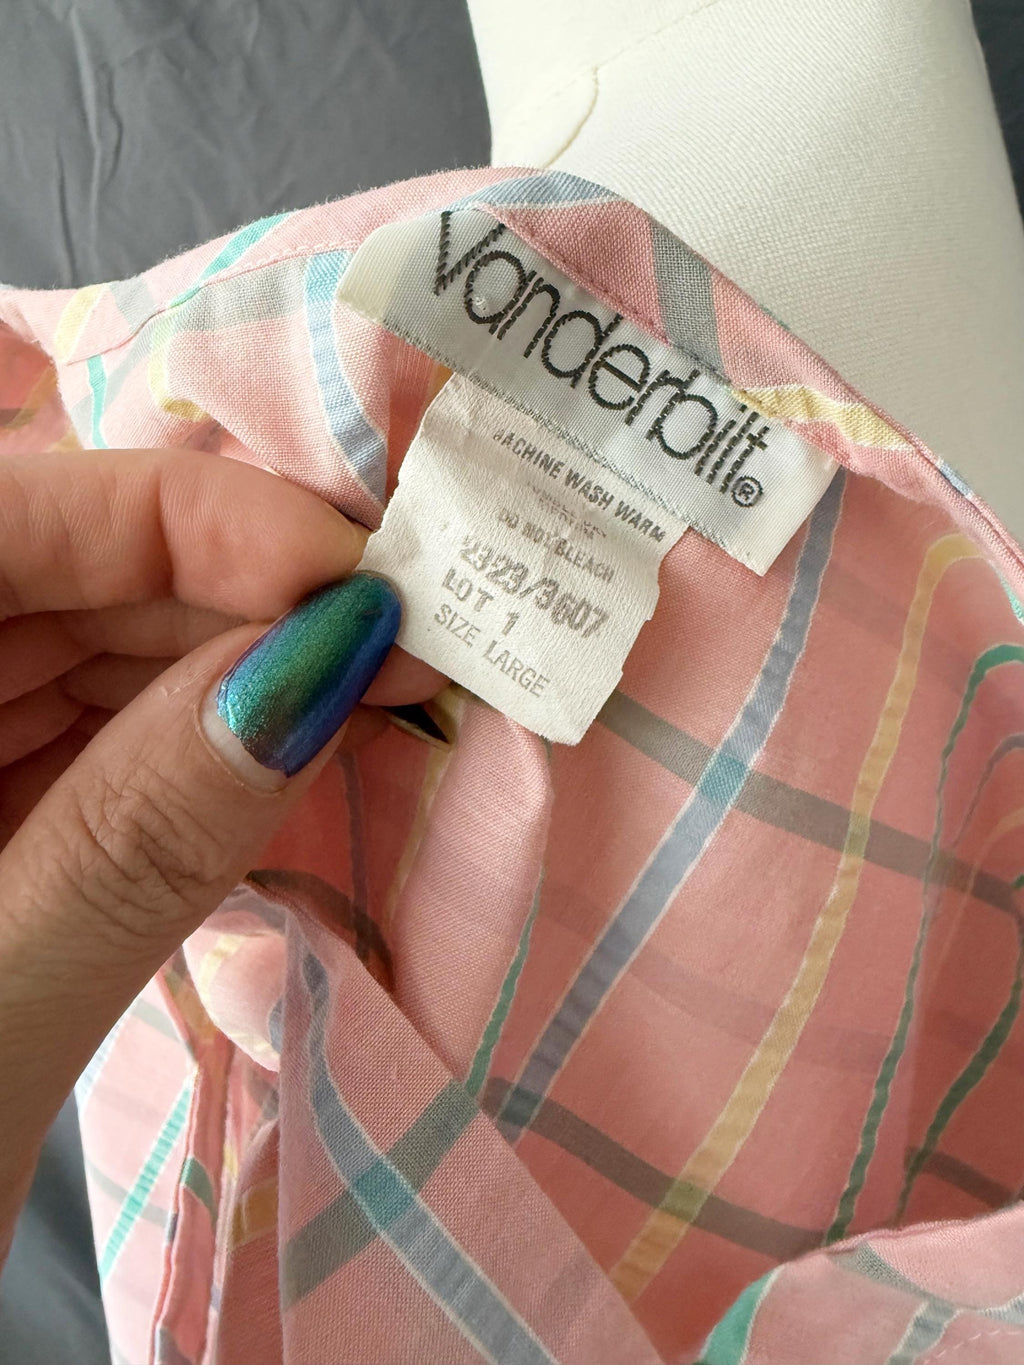 Vanderbilt®
MACHINE WASH WARM
DO NOT BLEACH
2323/3607
LOT 1
SIZE LARGE